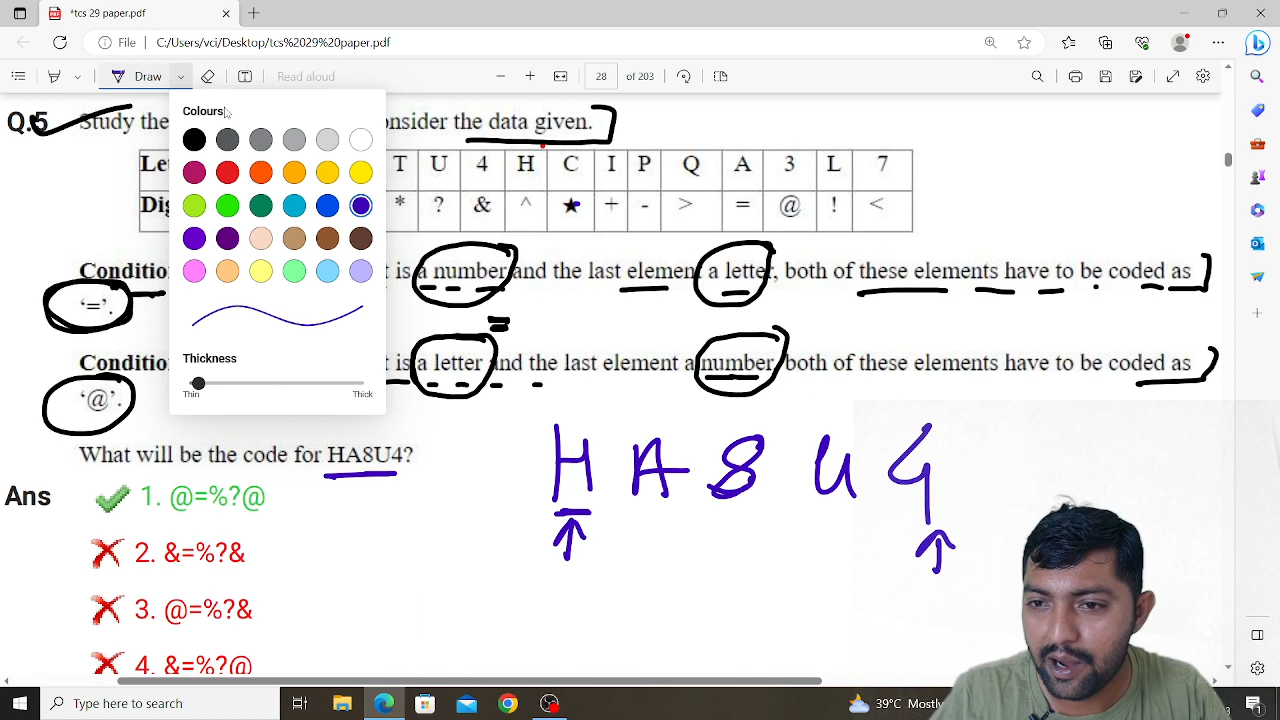 *tcs 29 paper.pdf
File C:/Users/vci/Desktop/tcs%2029%20paper.pdf
Draw Read aloud 28 of 203
Colours
Thickness
Thin Thick
Q.5 Study the onsider the data given.
Let T U 4 H C I P Q A 3 L 7
Dig * ? & ^ ★ + - > = @ ! <
Conditio t is a number and the last element a letter, both of these elements have to be coded as
‘=’.
Conditio t is a letter and the last element a number, both of these elements have to be coded as
‘@’.
What will be the code for HA8U4?
H A 8 U 4
Ans 1. @=%?@
2. &=%?&
3. @=%?&
4. &=%?@
Type here to search 39°C Mostly